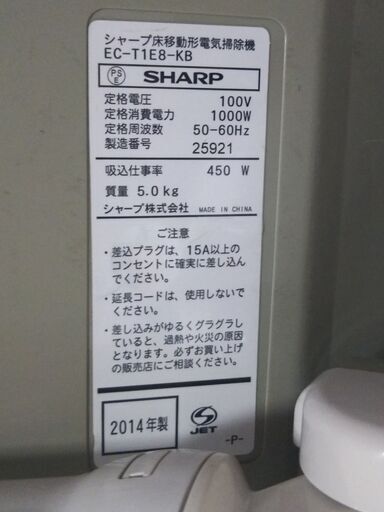 シャープ床移動形電気掃除機
EC-T1E8-KB
PS
E
SHARP
定格電圧 100V
定格消費電力 1000W
定格周波数 50-60Hz
製造番号 25921
吸込仕事率 450 W
質量 5.0kg
シャープ株式会社 MADE IN CHINA
ご注意
・差込プラグは、15A以上の
コンセントに確実に差し込ん
でください。
・延長コードは、使用しないで
ください。
・差し込みがゆるくグラグラし
ていると、過熱や火災の原因
となります。必ずお買い上げ
の販売店にご相談ください。
2014年製
S
JET
-P-